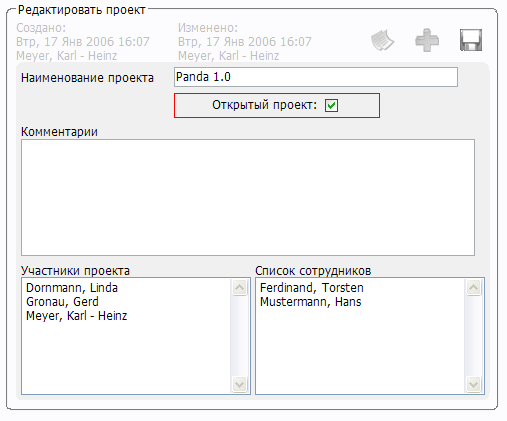 Редактировать проект
Создано:
Втр, 17 Янв 2006 16:07
Meyer, Karl - Heinz
Изменено:
Втр, 17 Янв 2006 16:07
Meyer, Karl - Heinz
Наименование проекта
Panda 1.0
Открытый проект:
Комментарии
Участники проекта
Dornmann, Linda
Gronau, Gerd
Meyer, Karl - Heinz
Список сотрудников
Ferdinand, Torsten
Mustermann, Hans